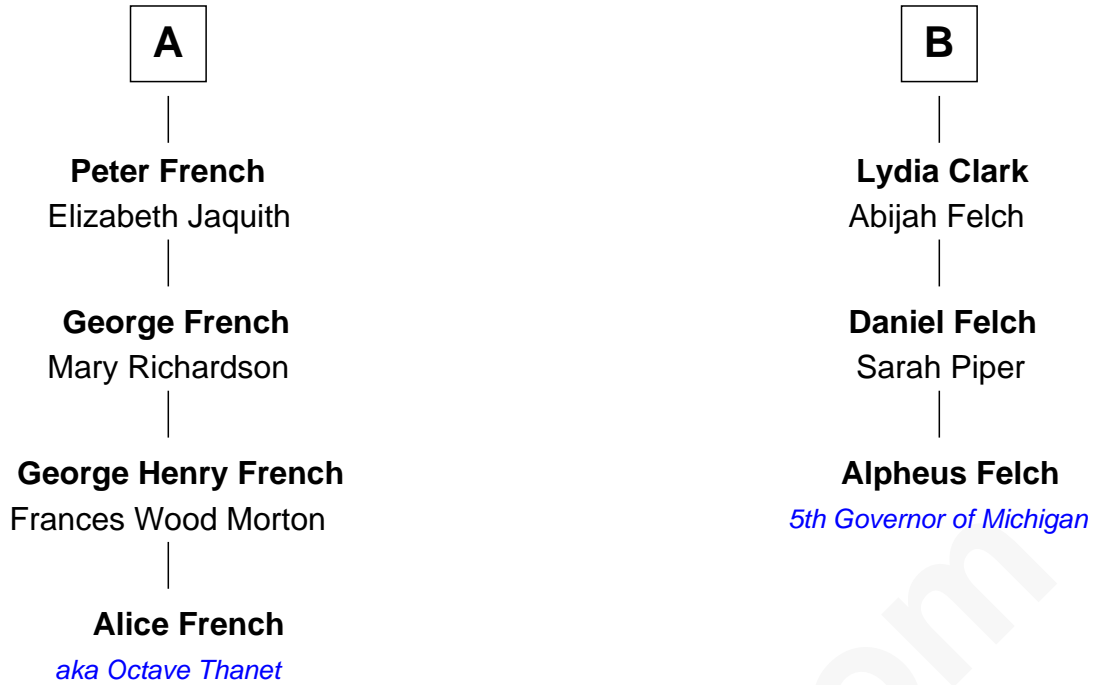 A
Peter French
Elizabeth Jaquith
George French
Mary Richardson
George Henry French
Frances Wood Morton
Alice French
aka Octave Thanet
B
Lydia Clark
Abijah Felch
Daniel Felch
Sarah Piper
Alpheus Felch
5th Governor of Michigan
om